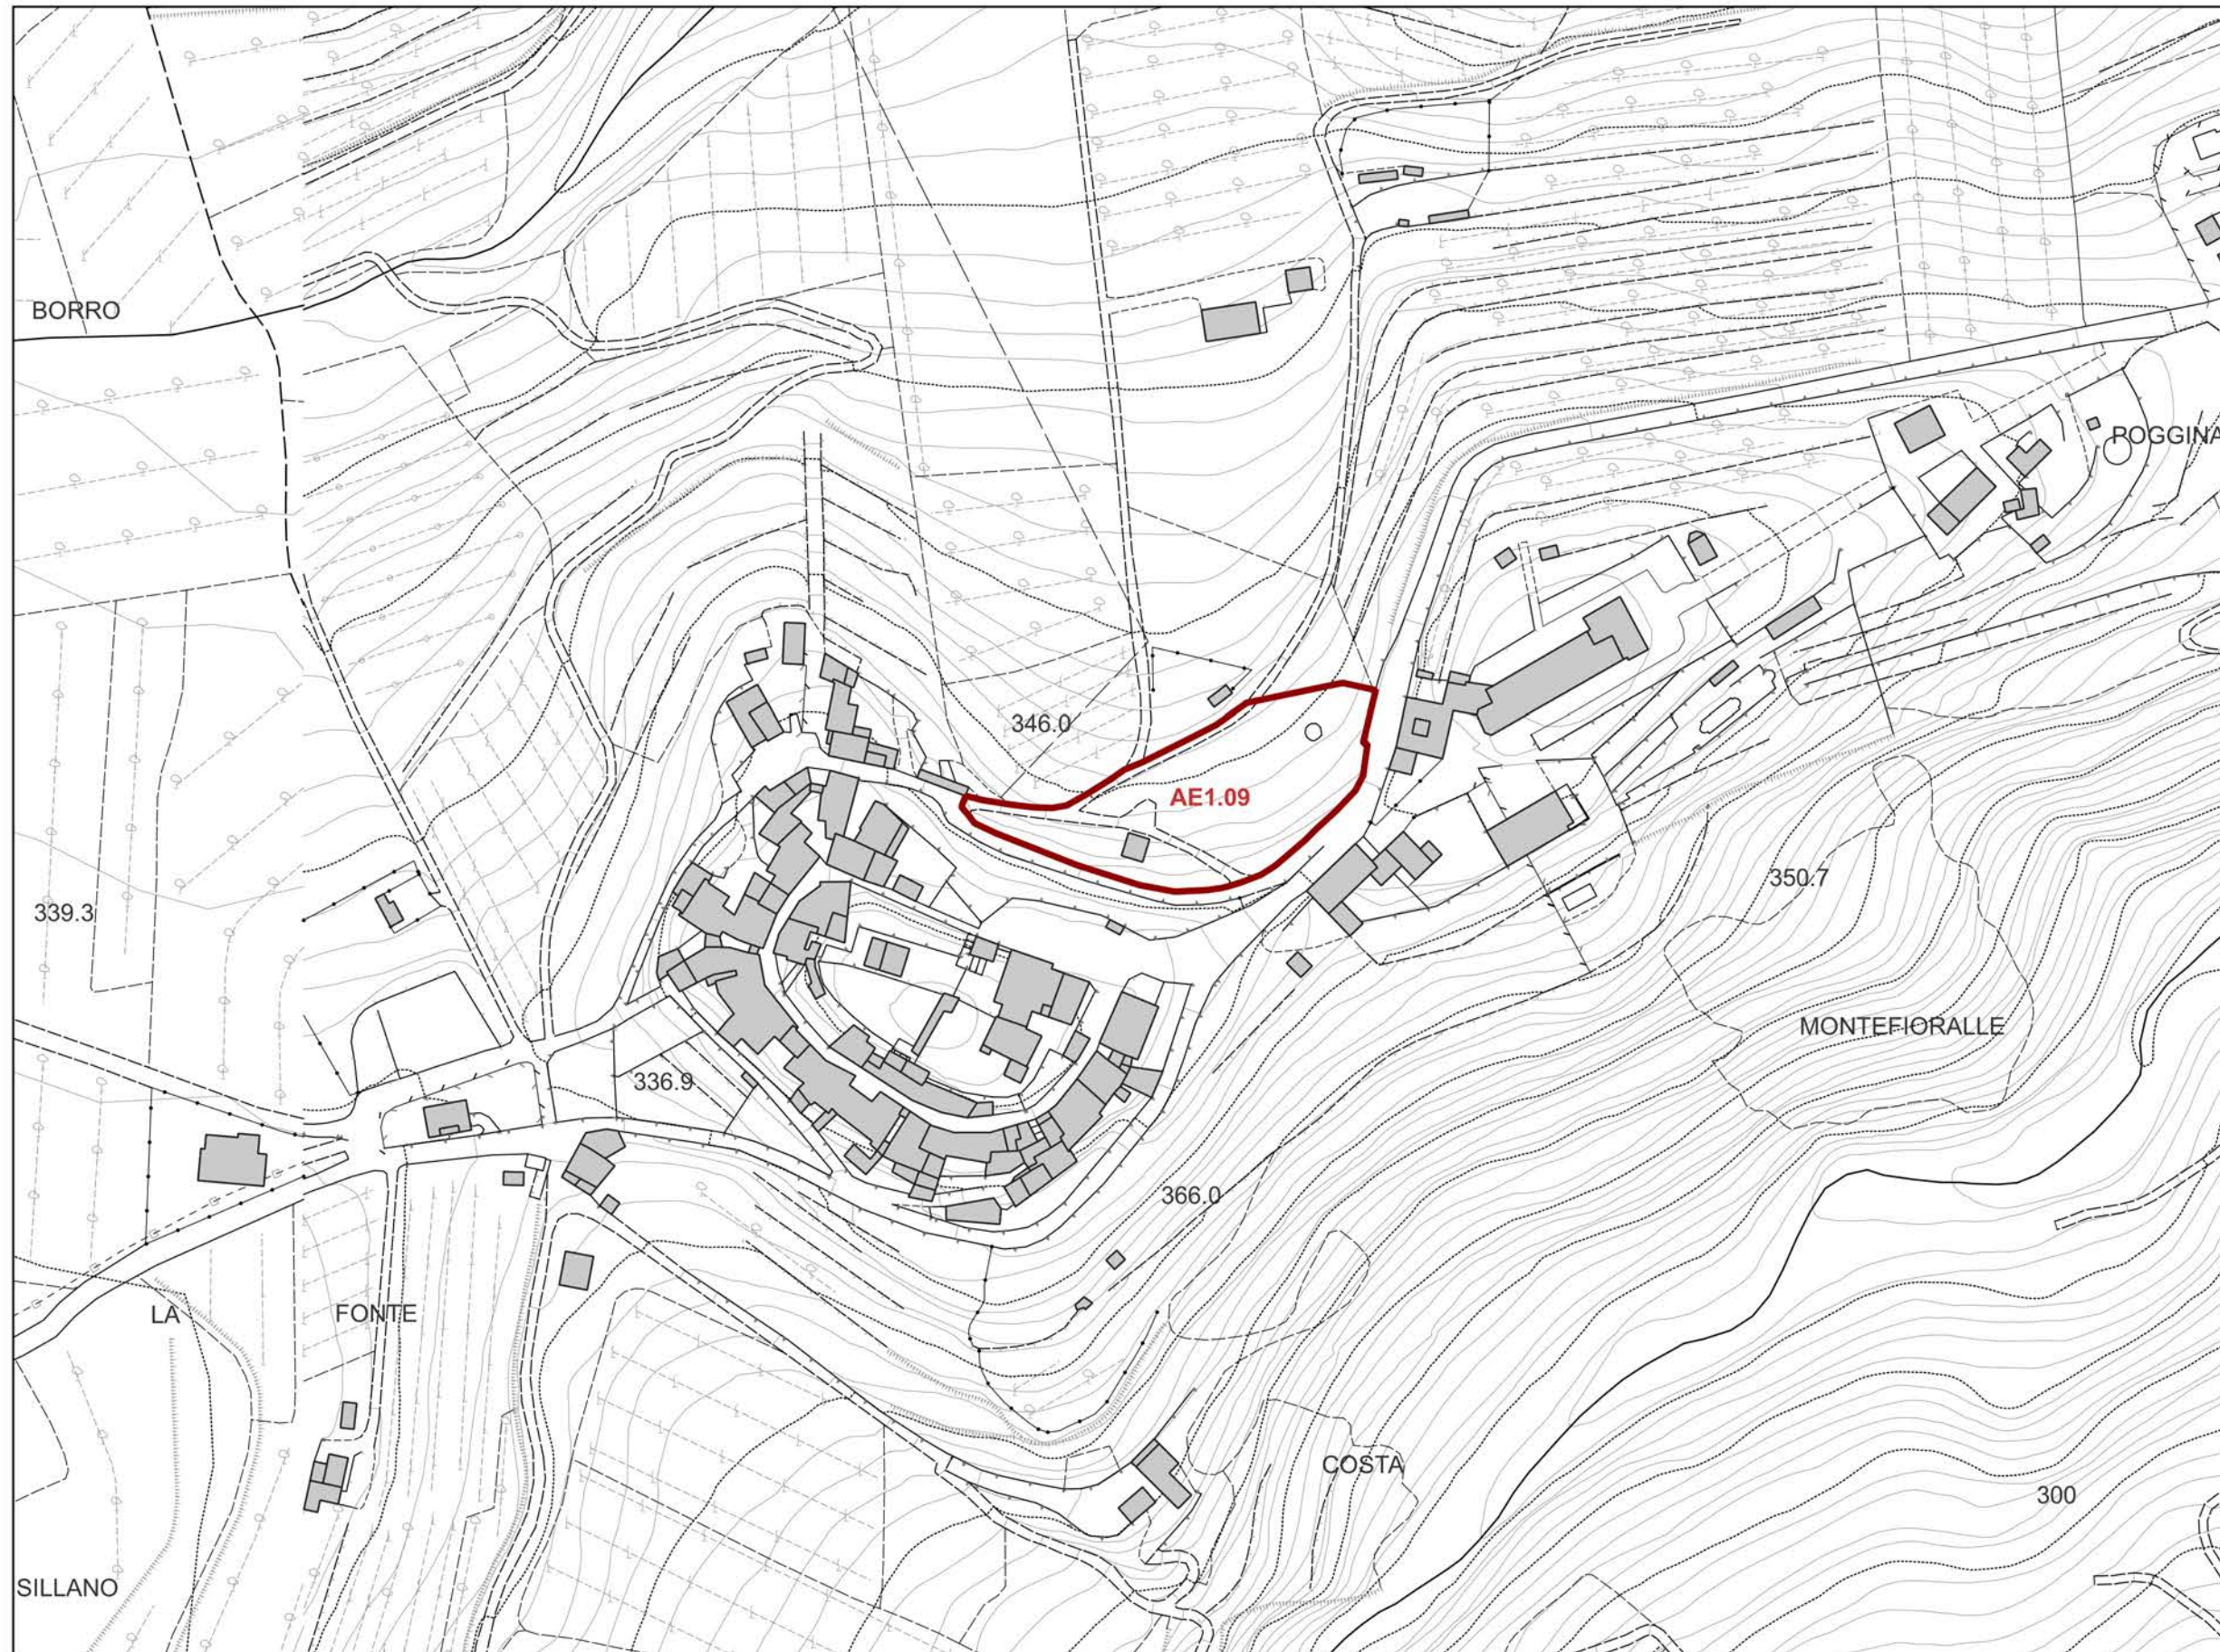 BORRO
POGGINA
346.0
AE1.09
350.7
339.3
MONTEFIORALLE
336.9
366.0
LA FONTE
COSTA
300
SILLANO